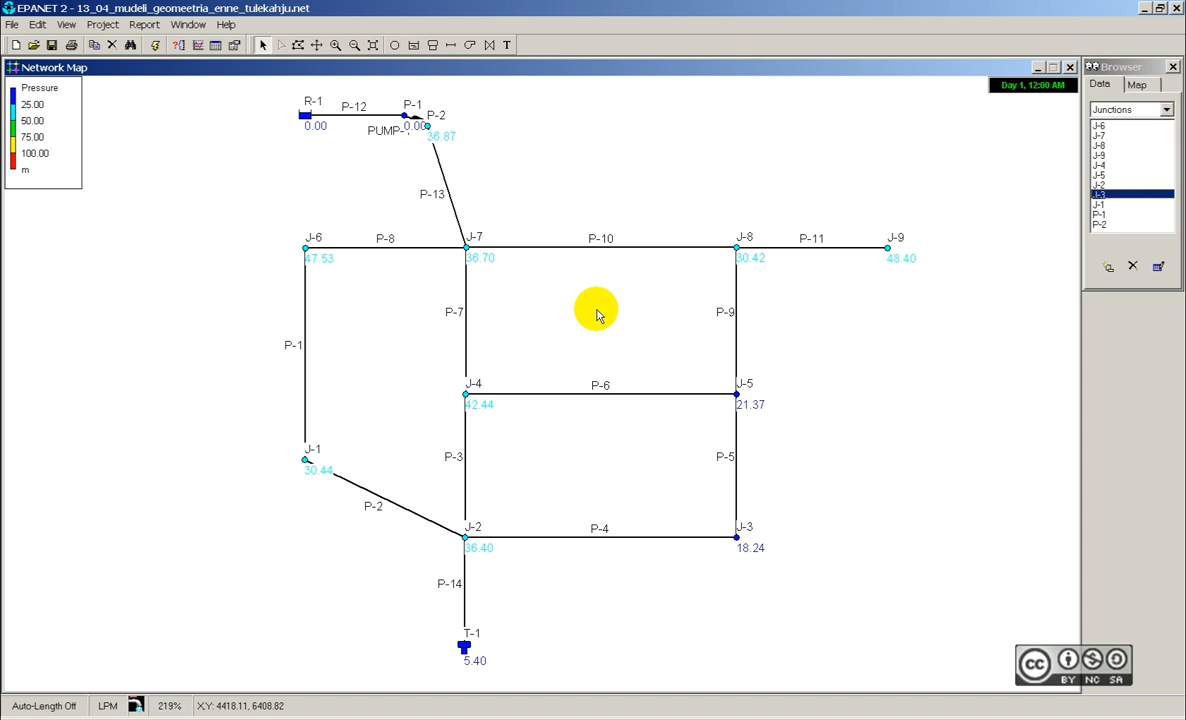 EPANET 2 - 13_04_mudeli_geomeetria_enne_tulekahju.net
File Edit View Project Report Window Help
Network Map
Browser
Day 1, 12:00 AM
Data Map
Junctions
J-6
J-7
J-8
J-9
J-4
J-5
J-2
J-3
J-1
P-1
P-2
Pressure
25.00
50.00
75.00
100.00
m
R-1 P-12 P-1
P-2
0.00 0.00
PUMP-
36.87
P-13
J-6 P-8 J-7 P-10 J-8 P-11 J-9
47.53 36.70 30.42 48.40
P-7 P-9
P-1
J-4 P-6 J-5
42.44 21.37
J-1 P-3 P-5
30.44
P-2
J-2 P-4 J-3
36.40 18.24
P-14
T-1
5.40
cc BY NC SA
Auto-Length Off LPM 219% X,Y: 4418.11, 6408.82